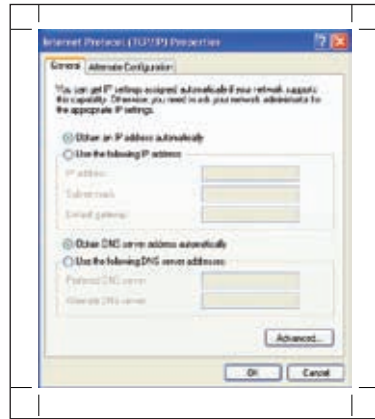 Internet Protocol (TCP/IP) Properties
General Alternate Configuration
You can get IP settings assigned automatically if your network supports
this capability. Otherwise, you need to ask your network administrator for
the appropriate IP settings.
Obtain an IP address automatically
Use the following IP address:
IP address:
Subnet mask:
Default gateway:
Obtain DNS server address automatically
Use the following DNS server addresses:
Preferred DNS server:
Alternate DNS server:
Advanced...
OK Cancel